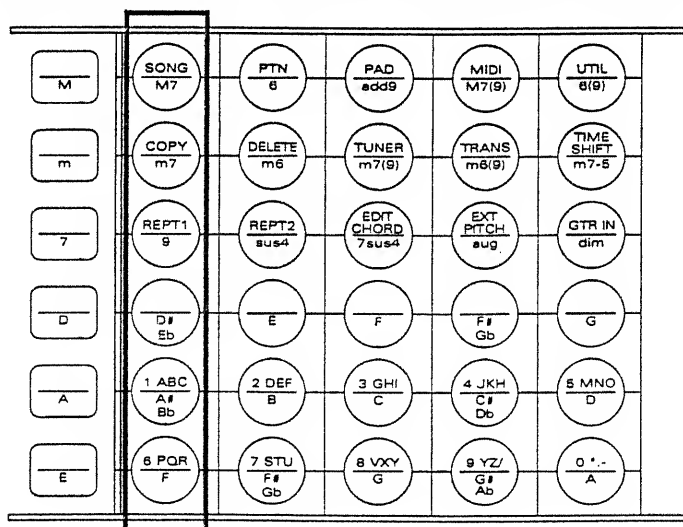 M
SONG
M7
PTN
6
PAD
add9
MIDI
M7(9)
UTIL
6(9)
m
COPY
m7
DELETE
m6
TUNER
m7(9)
TRANS
m6(9)
TIME
SHIFT
m7-5
7
REPT1
9
REPT2
sus4
EDIT
CHORD
7sus4
EXT
PITCH
aug
GTR IN
dim
D
D#
Eb
E
F
F#
Gb
G
A
1 ABC
A#
Bb
2 DEF
B
3 GHI
C
4 JKH
C#
Db
5 MNO
D
E
6 PQR
F
7 STU
F#
Gb
8 VXY
G
9 YZ/
G#
Ab
0 *.-
A